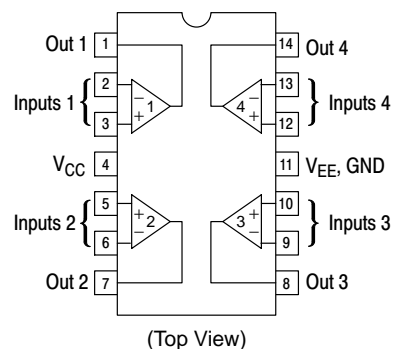 Out 1 1 14 Out 4
Inputs 1 { 2 − 1 4 − 13 } Inputs 4
3 + + 12
VCC 4 11 VEE, GND
Inputs 2 { 5 + 2 3 + 10 } Inputs 3
6 − − 9
Out 2 7 8 Out 3
(Top View)